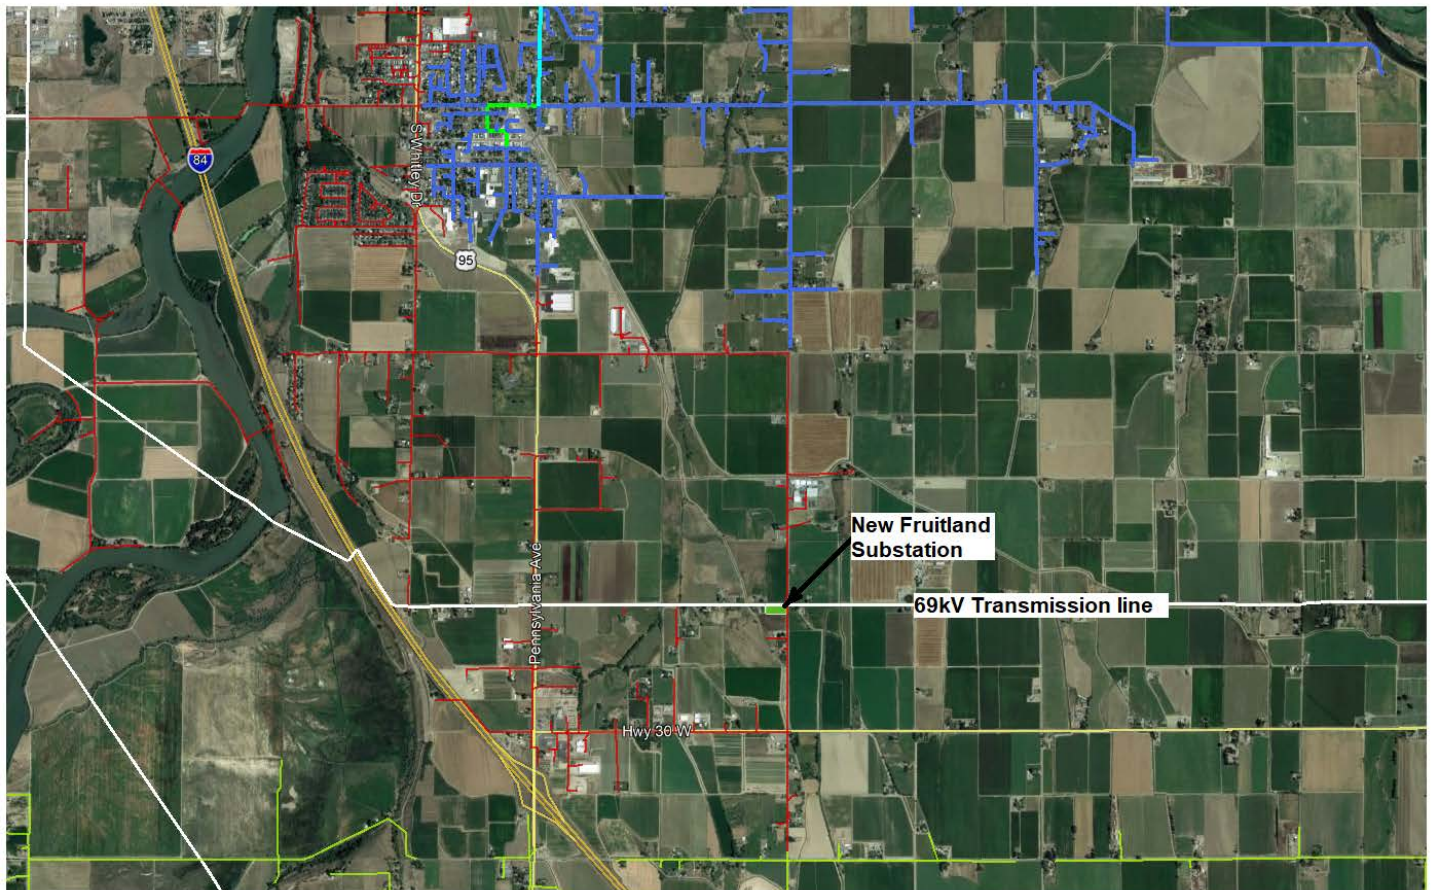 84
S Whitley Dr
95
New Fruitland
Substation
69kV Transmission line
Pennsylvania Ave
Hwy 30 W